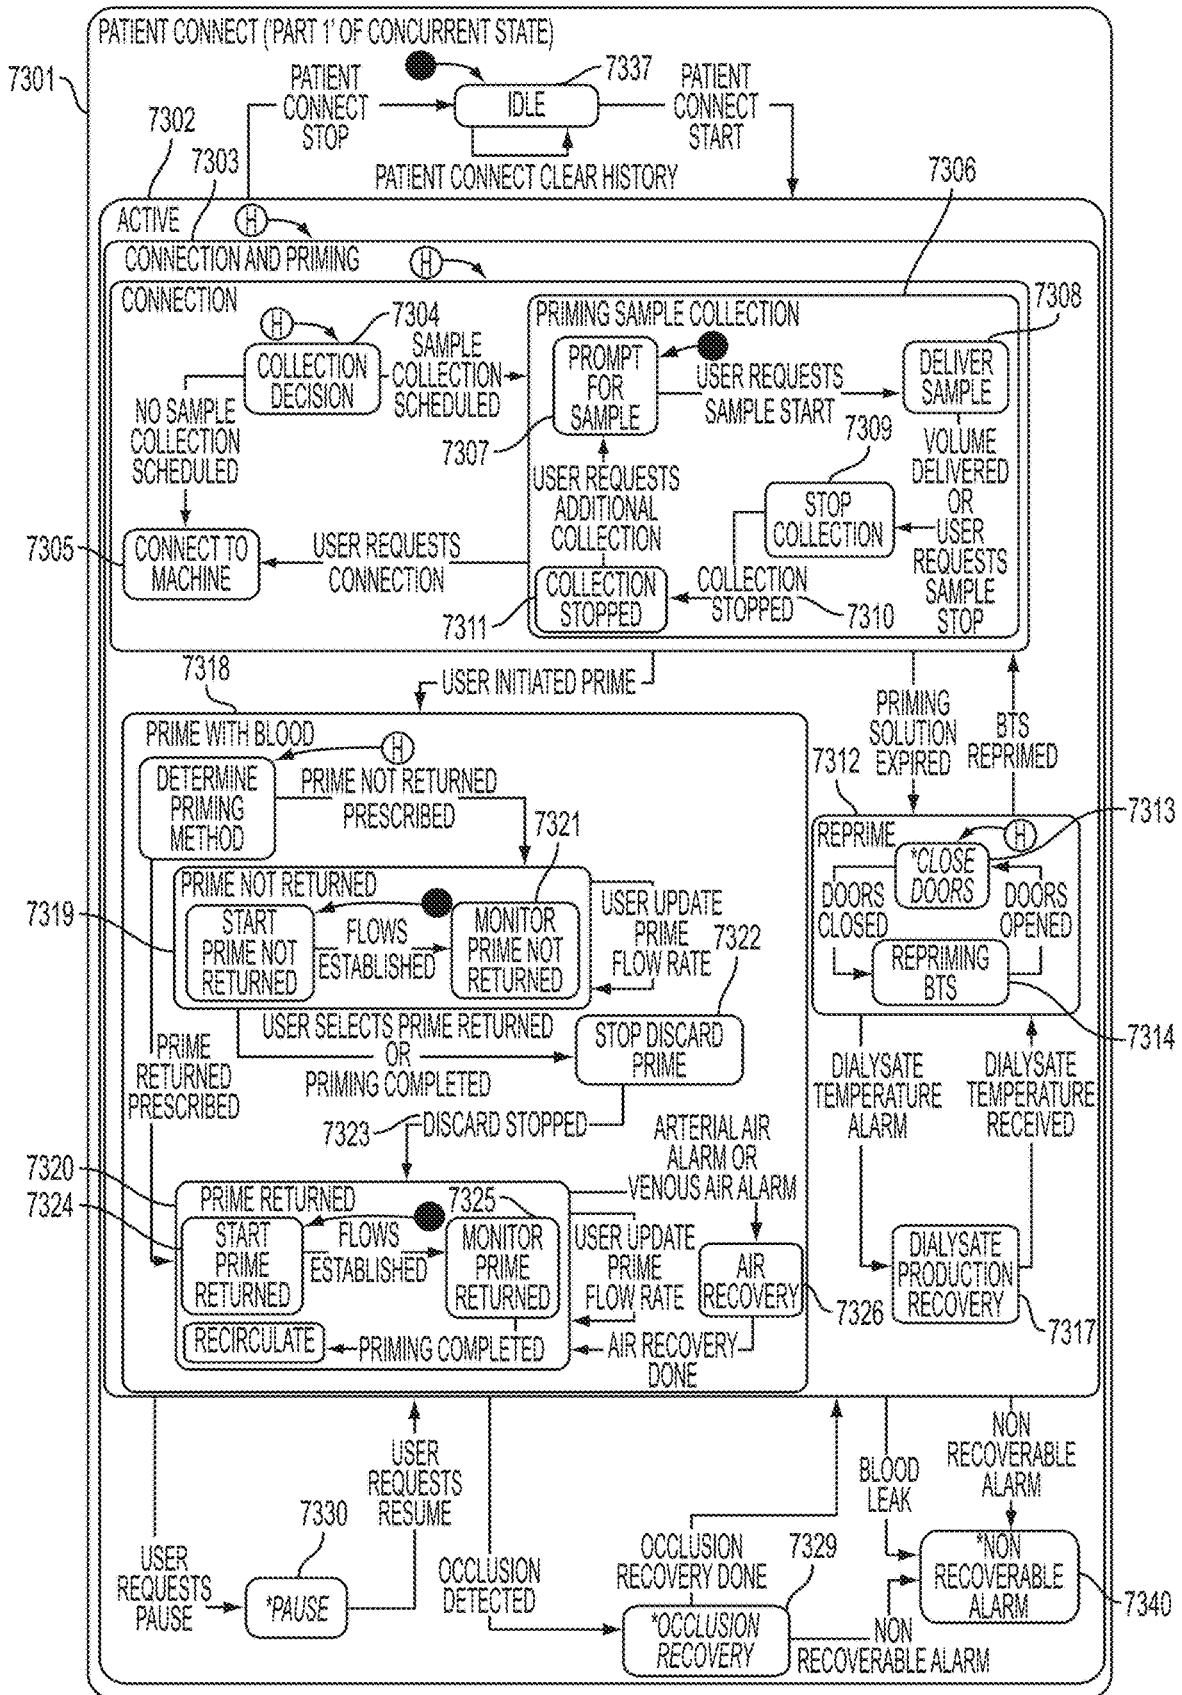 PATIENT CONNECT ('PART 1' OF CONCURRENT STATE)
7301
7337
PATIENT
CONNECT
STOP
IDLE
PATIENT
CONNECT
START
7302
7303
PATIENT CONNECT CLEAR HISTORY
7306
ACTIVE
H
CONNECTION AND PRIMING
H
CONNECTION
H
7304
COLLECTION
DECISION
SAMPLE
COLLECTION
SCHEDULED
PRIMING SAMPLE COLLECTION
7308
PROMPT
FOR
SAMPLE
USER REQUESTS
SAMPLE START
DELIVER
SAMPLE
NO SAMPLE
COLLECTION
SCHEDULED
7307
7309
VOLUME
DELIVERED
OR
USER
REQUESTS
SAMPLE
STOP
USER REQUESTS
ADDITIONAL
COLLECTION
STOP
COLLECTION
7305
CONNECT TO
MACHINE
USER REQUESTS
CONNECTION
COLLECTION
STOPPED
COLLECTION
STOPPED
7310
7311
7318
USER INITIATED PRIME
PRIMING
SOLUTION
EXPIRED
BTS
REPRIMED
PRIME WITH BLOOD
H
DETERMINE
PRIMING
METHOD
PRIME NOT RETURNED
PRESCRIBED
7312
7313
REPRIME
H
*CLOSE
DOORS
DOORS
CLOSED
DOORS
OPENED
REPRIMING
BTS
7314
7321
PRIME NOT RETURNED
7319
START
PRIME NOT
RETURNED
FLOWS
ESTABLISHED
MONITOR
PRIME NOT
RETURNED
USER UPDATE
PRIME
FLOW RATE
7322
USER SELECTS PRIME RETURNED
OR
PRIMING COMPLETED
STOP DISCARD
PRIME
PRIME
RETURNED
PRESCRIBED
DIALYSATE
TEMPERATURE
ALARM
DIALYSATE
TEMPERATURE
RECEIVED
7323
DISCARD STOPPED
ARTERIAL AIR
ALARM OR
VENOUS AIR ALARM
7320
7324
PRIME RETURNED
7325
START
PRIME
RETURNED
FLOWS
ESTABLISHED
MONITOR
PRIME
RETURNED
USER UPDATE
PRIME
FLOW RATE
AIR
RECOVERY
7326
DIALYSATE
PRODUCTION
RECOVERY
7317
RECIRCULATE
PRIMING COMPLETED
AIR RECOVERY
DONE
USER
REQUESTS
RESUME
BLOOD
LEAK
NON
RECOVERABLE
ALARM
7330
USER
REQUESTS
PAUSE
*PAUSE
OCCLUSION
DETECTED
OCCLUSION
RECOVERY DONE
7329
*OCCLUSION
RECOVERY
NON
RECOVERABLE ALARM
*NON
RECOVERABLE
ALARM
7340